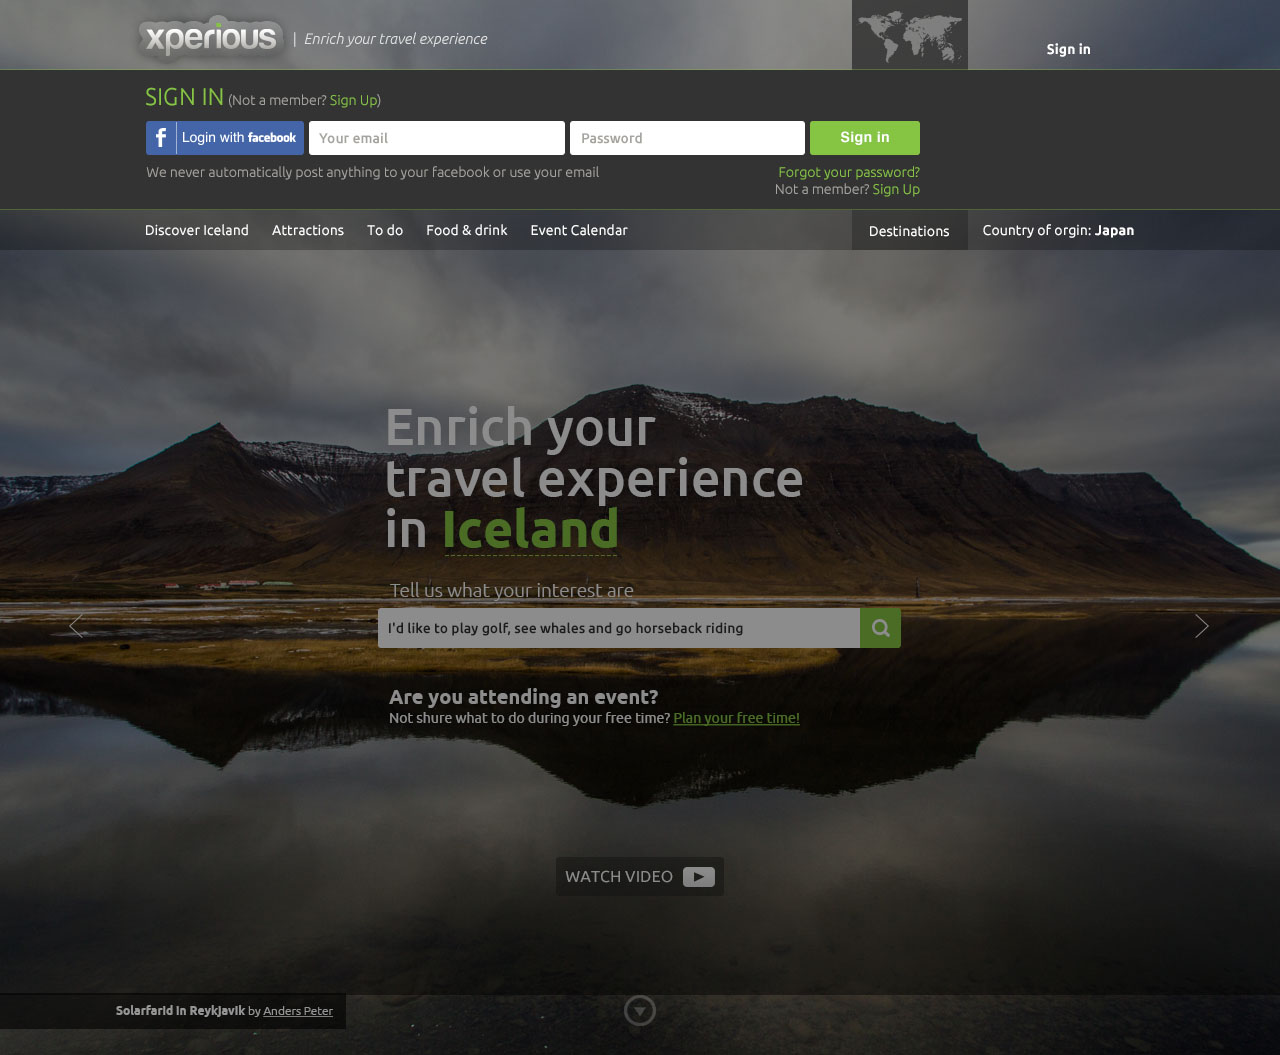 xperious | Enrich your travel experience
Sign in
SIGN IN (Not a member? Sign Up)
f Login with facebook
Your email
Password
Sign in
We never automatically post anything to your facebook or use your email
Forgot your password?
Not a member? Sign Up
Discover Iceland Attractions To do Food & drink Event Calendar
Destinations
Country of orgin: Japan
Enrich your
travel experience
in Iceland
Tell us what your interest are
I'd like to play golf, see whales and go horseback riding
Are you attending an event?
Not shure what to do during your free time? Plan your free time!
WATCH VIDEO
Solarfarid in Reykjavik by Anders Peter